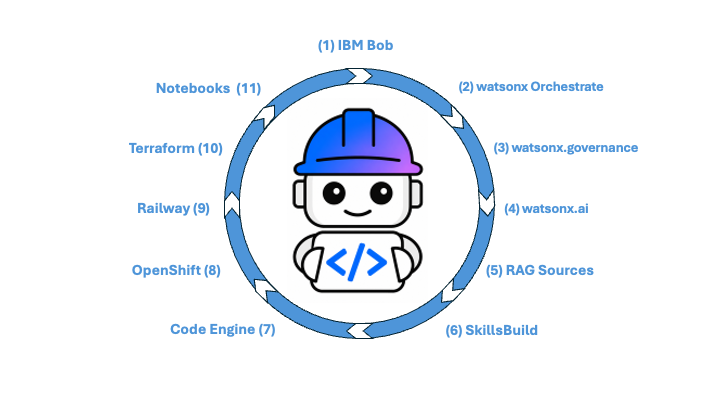 (1) IBM Bob
(2) watsonx Orchestrate
(3) watsonx.governance
(4) watsonx.ai
(5) RAG Sources
(6) SkillsBuild
Code Engine (7)
OpenShift (8)
Railway (9)
Terraform (10)
Notebooks (11)
</>